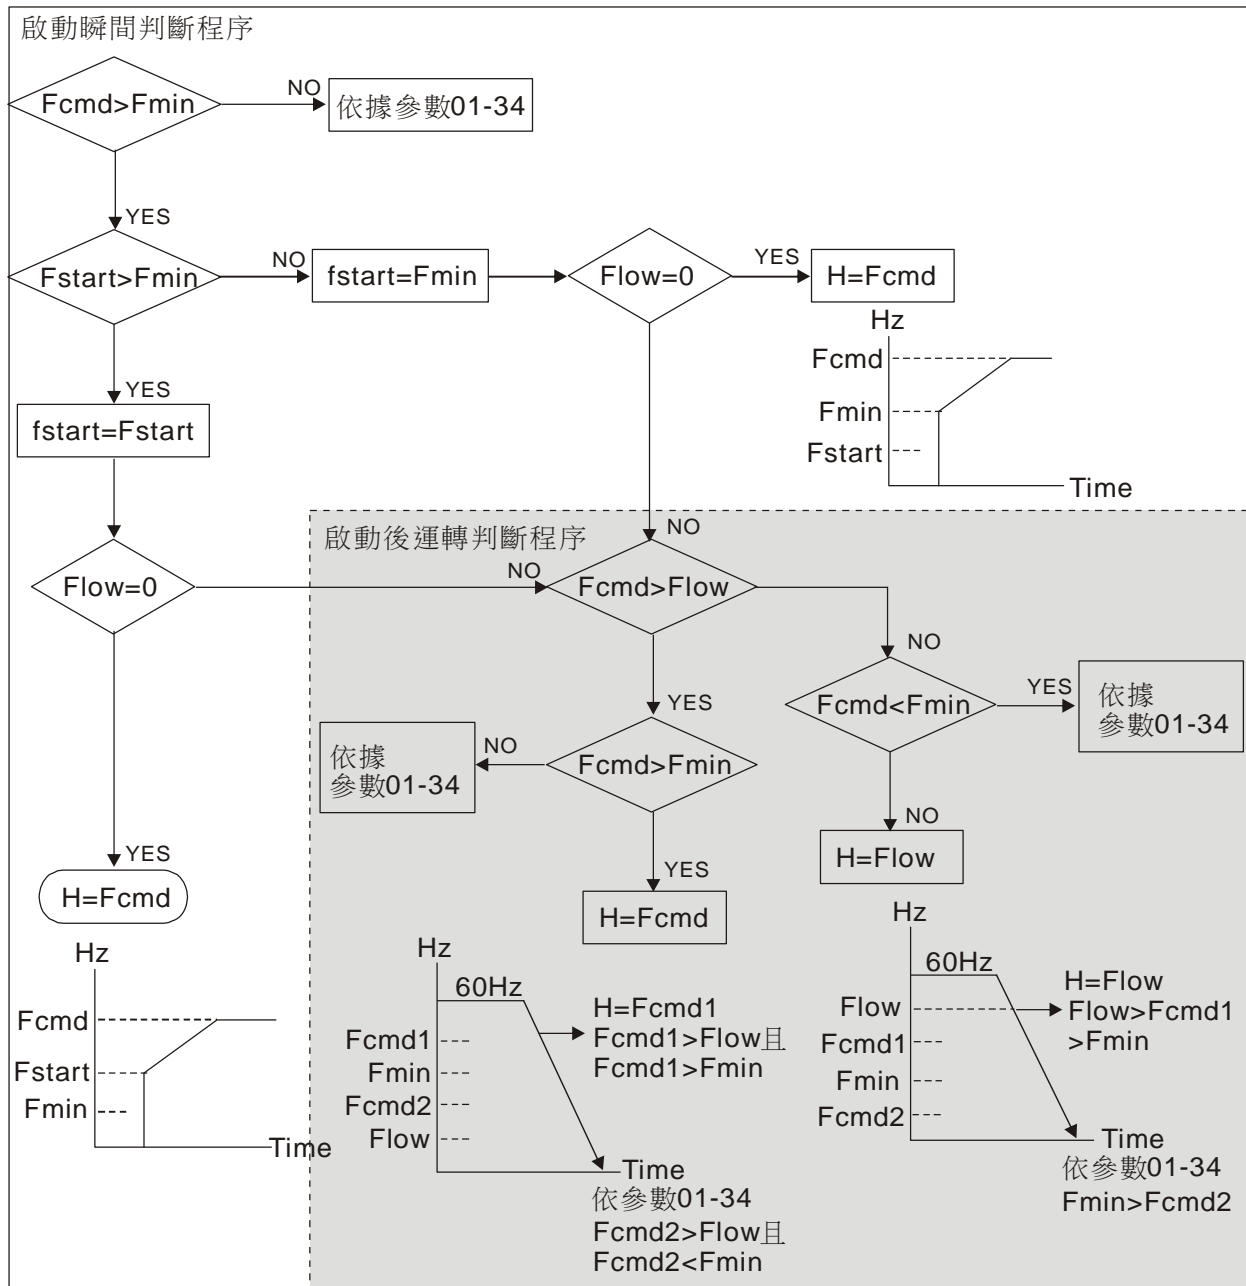 啟動瞬間判斷程序
Fcmd>Fmin
NO
依據參數01-34
YES
Fstart>Fmin
NO
fstart=Fmin
Flow=0
YES
H=Fcmd
Hz
Fcmd
Fmin
Fstart
Time
YES
fstart=Fstart
NO
啟動後運轉判斷程序
Flow=0
NO
Fcmd>Flow
NO
YES
Fcmd<Fmin
YES
依據
參數01-34
依據
參數01-34
NO
Fcmd>Fmin
NO
H=Flow
YES
H=Fcmd
YES
H=Fcmd
Hz
Fcmd
Fstart
Fmin
Time
Hz
60Hz
Fcmd1
Fmin
Fcmd2
Flow
H=Fcmd1
Fcmd1>Flow且
Fcmd1>Fmin
Time
依參數01-34
Fcmd2>Flow且
Fcmd2<Fmin
Hz
60Hz
Flow
Fcmd1
Fmin
Fcmd2
H=Flow
Flow>Fcmd1
>Fmin
Time
依參數01-34
Fmin>Fcmd2